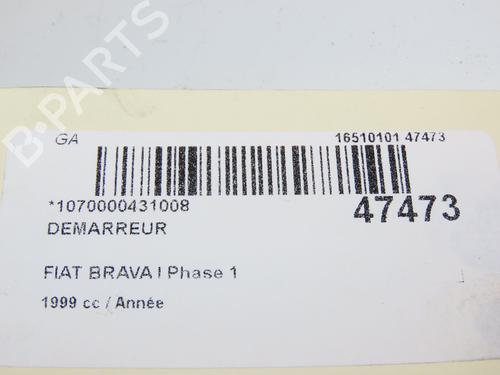 B-PARTS
GA 16510101 47473
*1070000431008 47473
DEMARREUR
FIAT BRAVA I Phase 1
1999 cc / Année